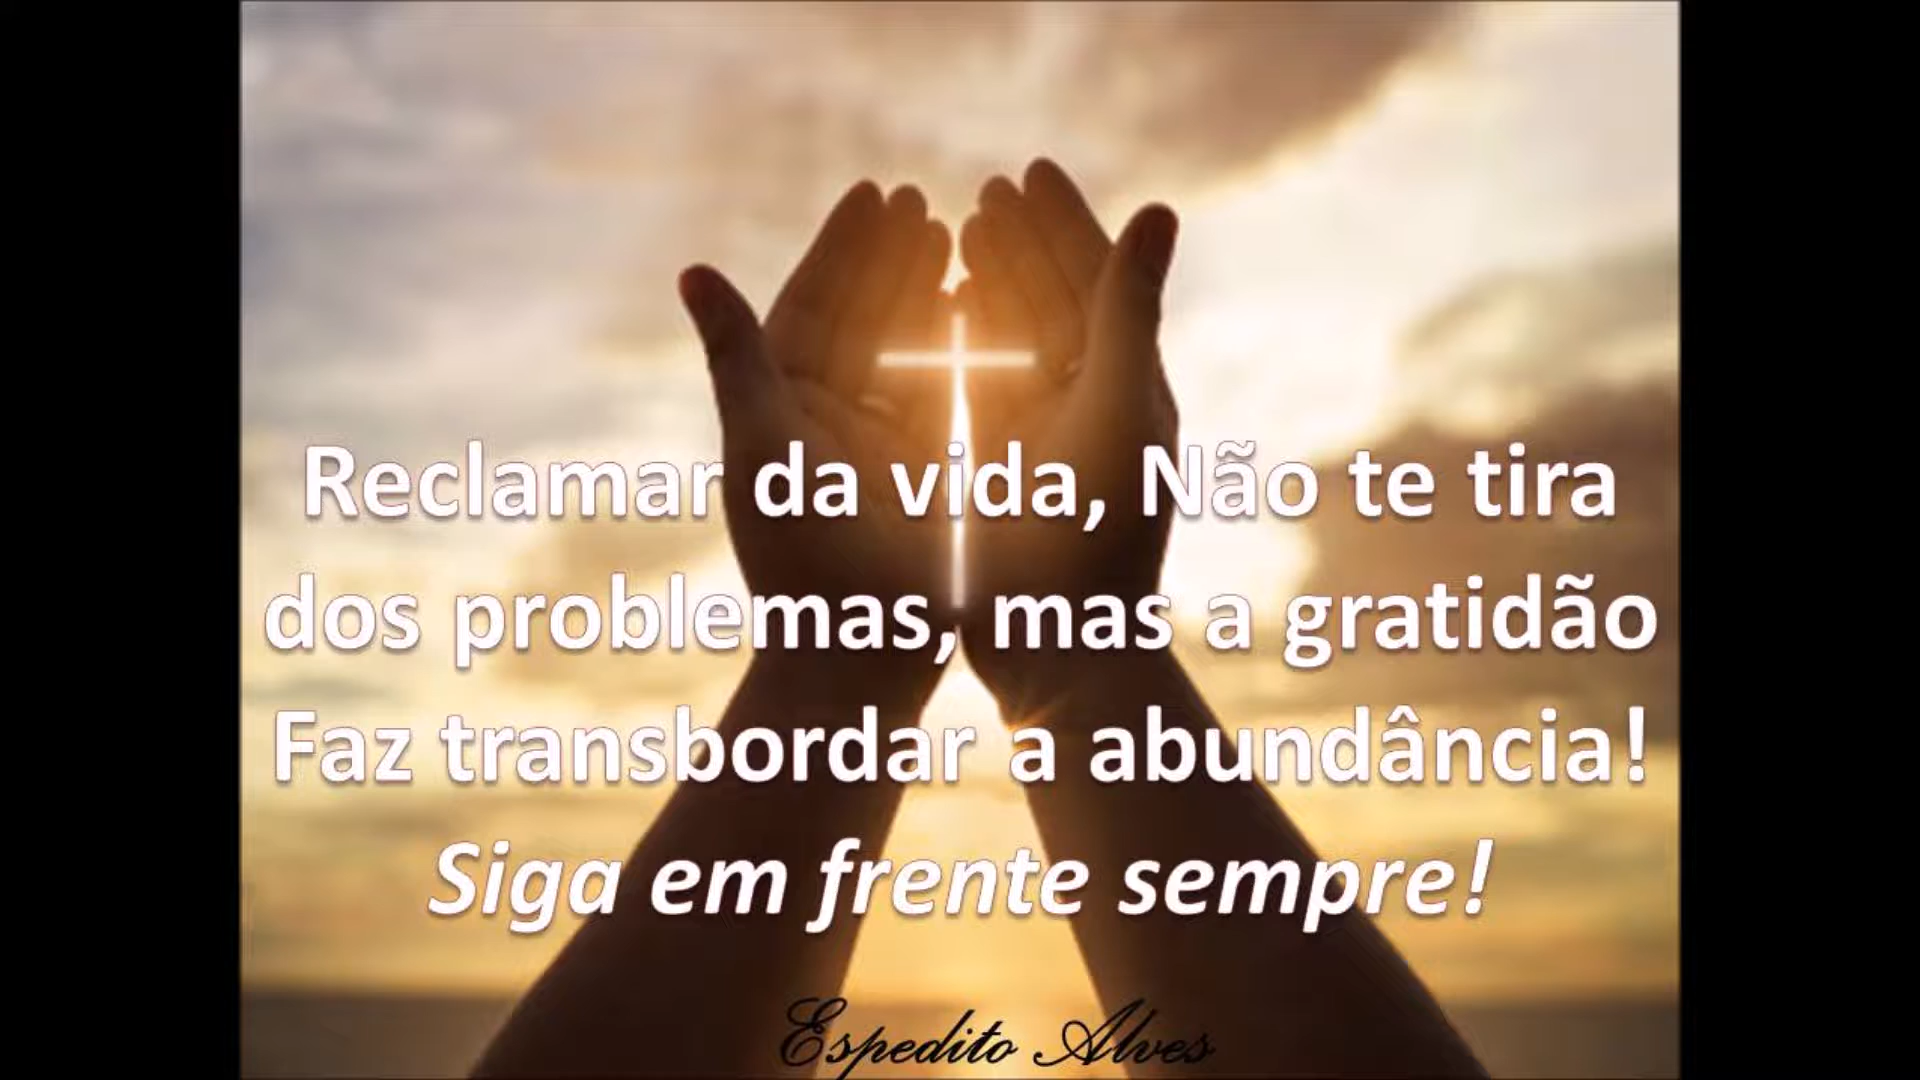 Reclamar da vida, Não te tira
dos problemas, mas a gratidão
Faz transbordar a abundância!
Siga em frente sempre!
Espedito Alves